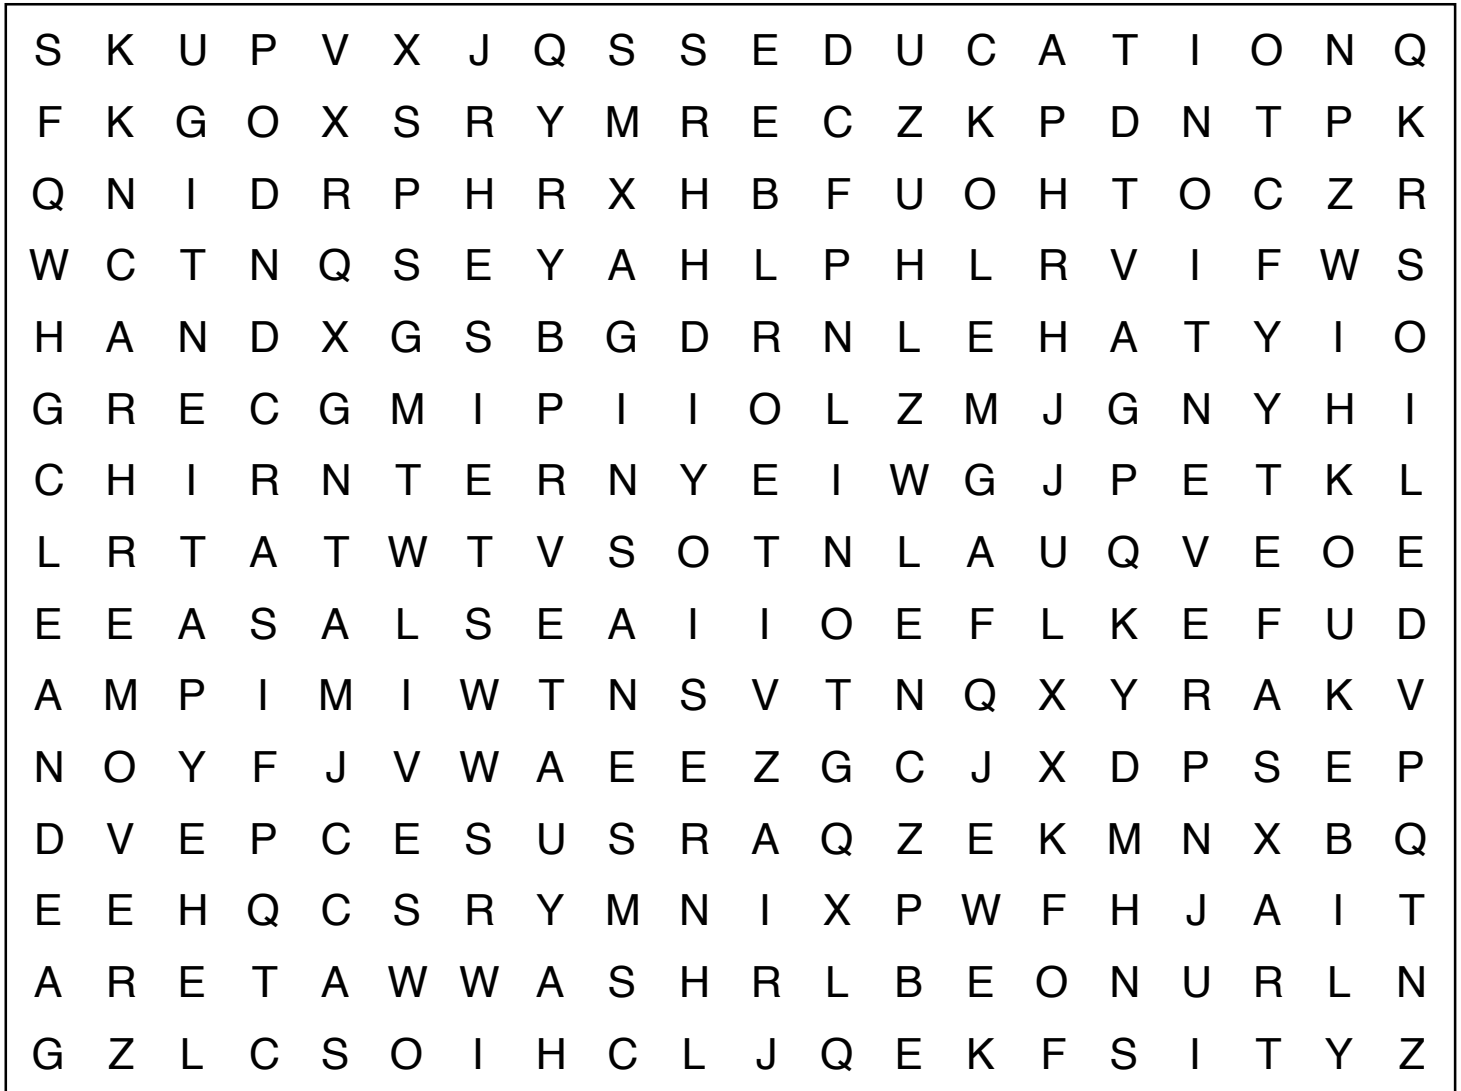 S K U P V X J Q S S E D U C A T I O N Q
F K G O X S R Y M R E C Z K P D N T P K
Q N I D R P H R X H B F U O H T O C Z R
W C T N Q S E Y A H L P H L R V I F W S
H A N D X G S B G D R N L E H A T Y I O
G R E C G M I P I I O L Z M J G N Y H I
C H I R N T E R N Y E I W G J P E T K L
L R T A T W T V S O T N L A U Q V E O E
E E A S A L S E A I I O E F L K E F U D
A M P I M I W T N S V T N Q X Y R A K V
N O Y F J V W A E E Z G C J X D P S E P
D V E P C E S U S R A Q Z E K M N X B Q
E E H Q C S R Y M N I X P W F H J A I T
A R E T A W W A S H R L B E O N U R L N
G Z L C S O I H C L J Q E K F S I T Y Z